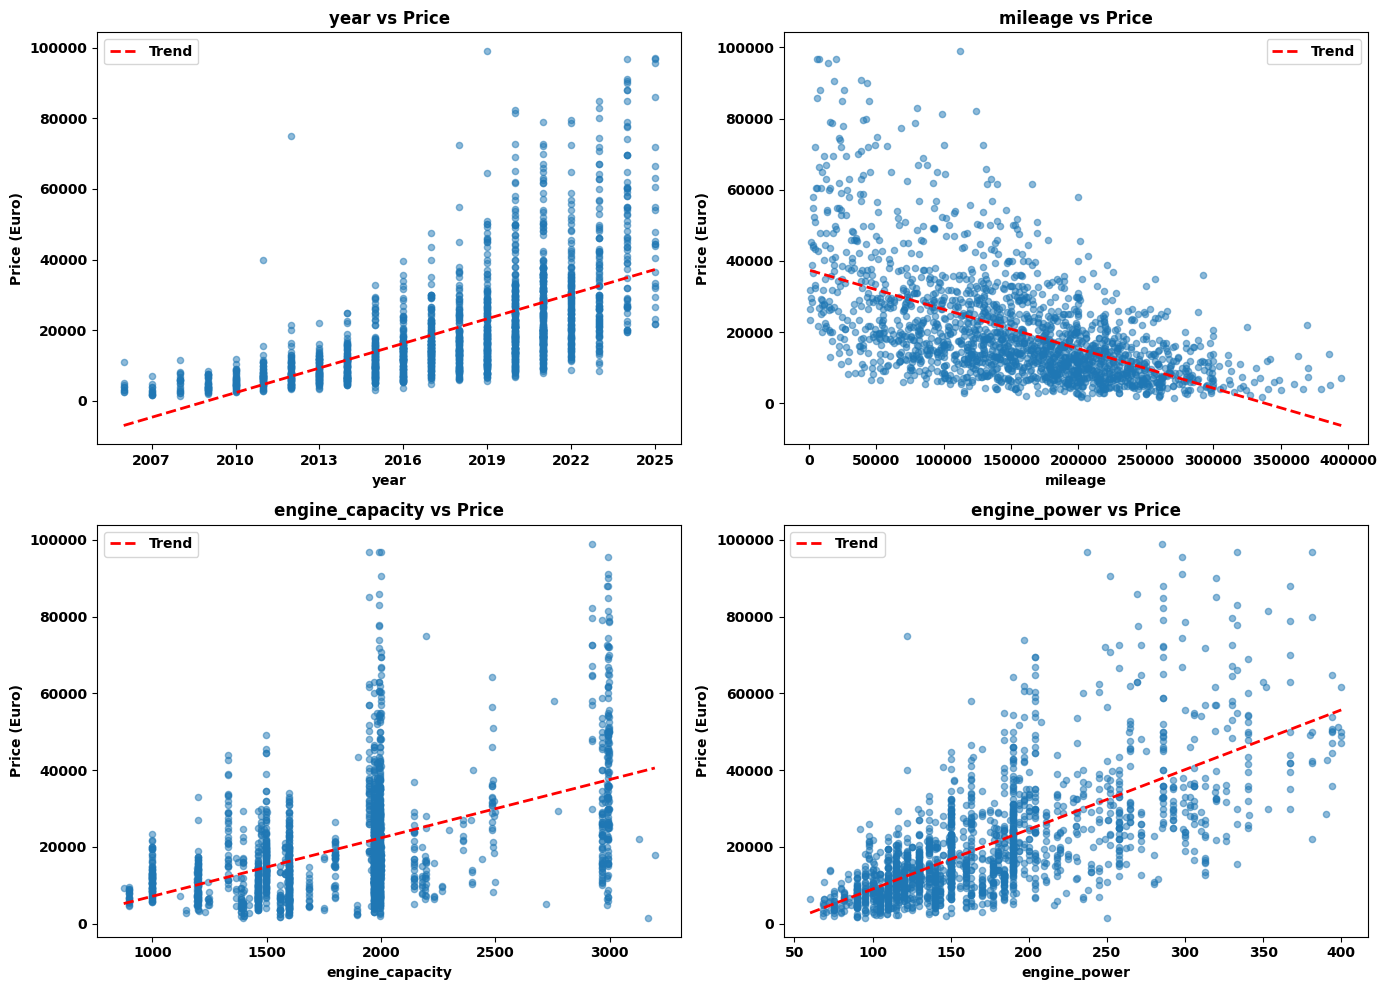 year vs Price
Trend
Price (Euro)
100000
80000
60000
40000
20000
0
2007 2010 2013 2016 2019 2022 2025
year
mileage vs Price
Trend
Price (Euro)
100000
80000
60000
40000
20000
0
0 50000 100000 150000 200000 250000 300000 350000 400000
mileage
engine_capacity vs Price
Trend
Price (Euro)
100000
80000
60000
40000
20000
0
1000 1500 2000 2500 3000
engine_capacity
engine_power vs Price
Trend
Price (Euro)
100000
80000
60000
40000
20000
0
50 100 150 200 250 300 350 400
engine_power